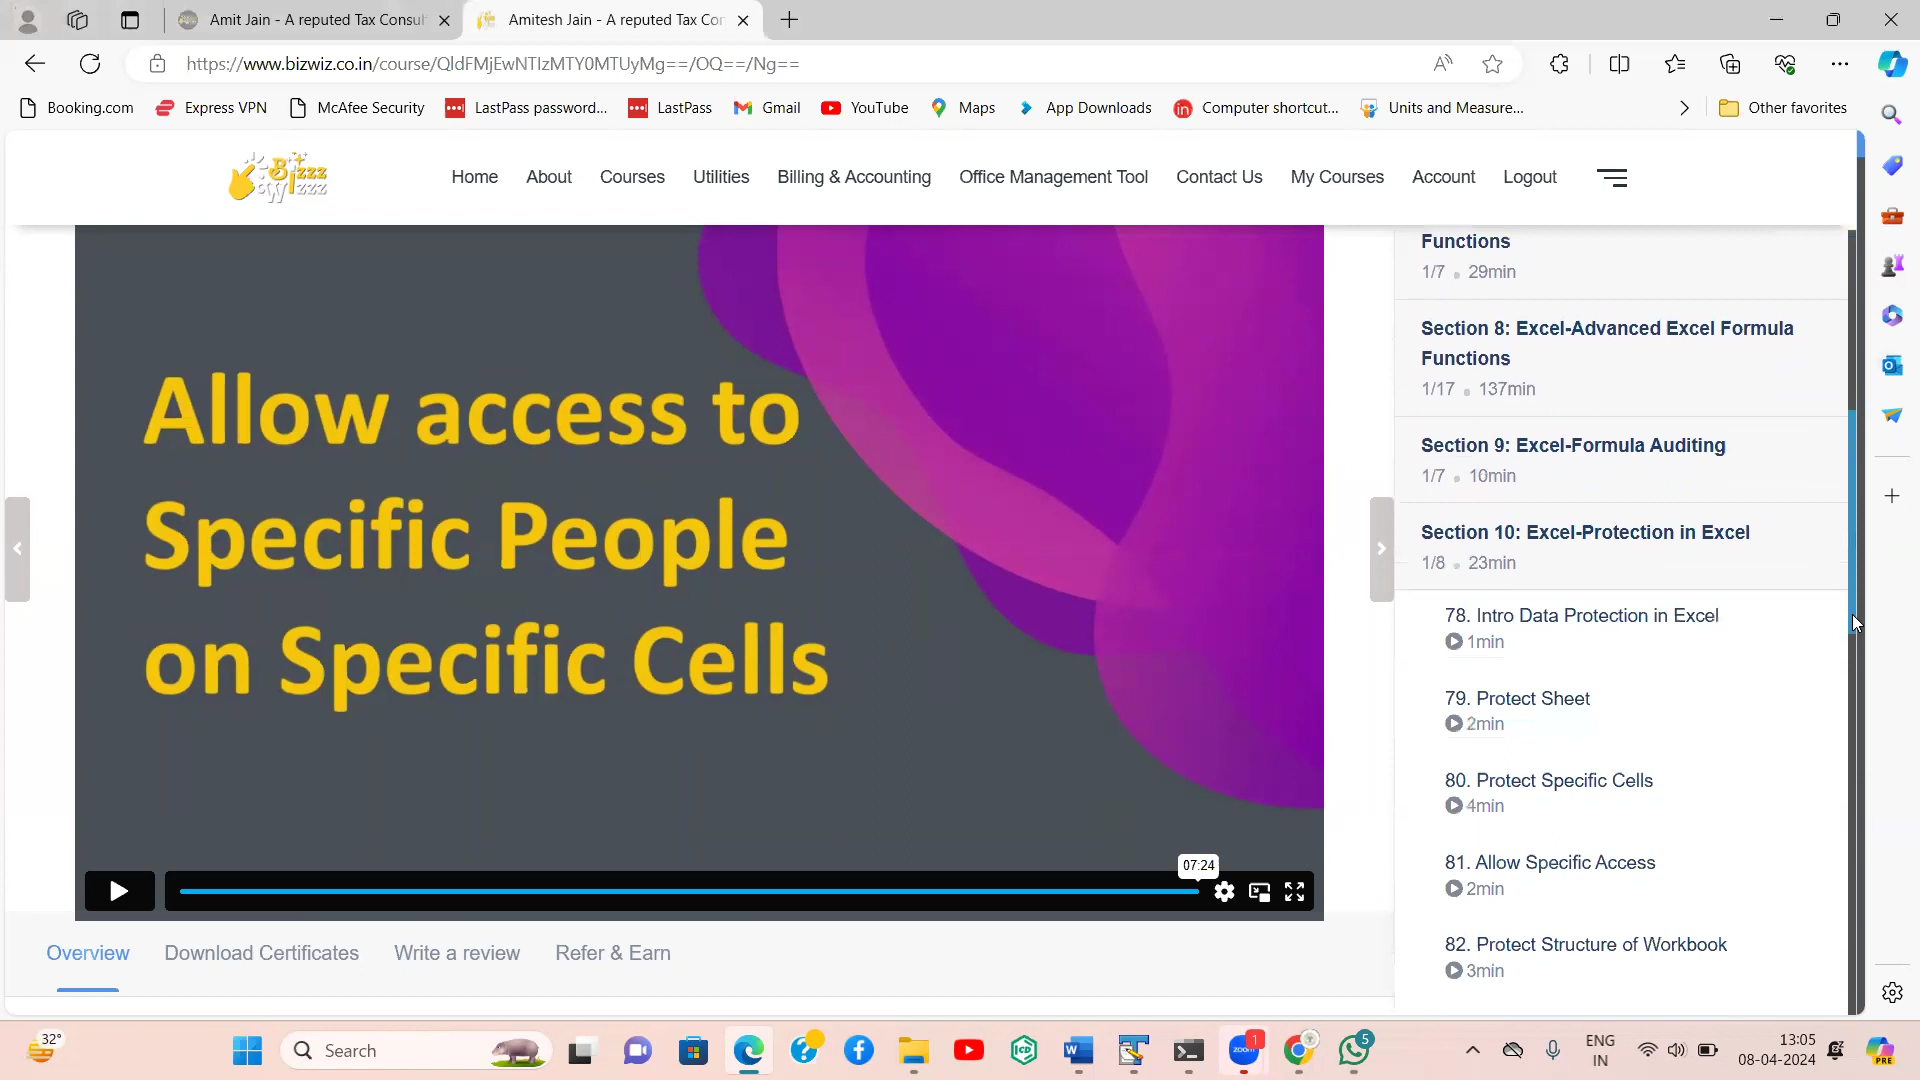 Amit Jain - A reputed Tax Consul
Amitesh Jain - A reputed Tax Con
https://www.bizwiz.co.in/course/QldFMjEwNTIzMTY0MTUyMg==/OQ==/Ng==
Booking.com
Express VPN
McAfee Security
LastPass password...
LastPass
Gmail
YouTube
Maps
App Downloads
Computer shortcut...
Units and Measure...
Other favorites
Bizzz
Wizzz
Home
About
Courses
Utilities
Billing & Accounting
Office Management Tool
Contact Us
My Courses
Account
Logout
Allow access to
Specific People
on Specific Cells
07:24
Functions
1/7 29min
Section 8: Excel-Advanced Excel Formula
Functions
1/17 137min
Section 9: Excel-Formula Auditing
1/7 10min
Section 10: Excel-Protection in Excel
1/8 23min
78. Intro Data Protection in Excel
1min
79. Protect Sheet
2min
80. Protect Specific Cells
4min
81. Allow Specific Access
2min
82. Protect Structure of Workbook
3min
Overview
Download Certificates
Write a review
Refer & Earn
32°
Search
zoom
1
5
ENG
IN
13:05
08-04-2024
PRE